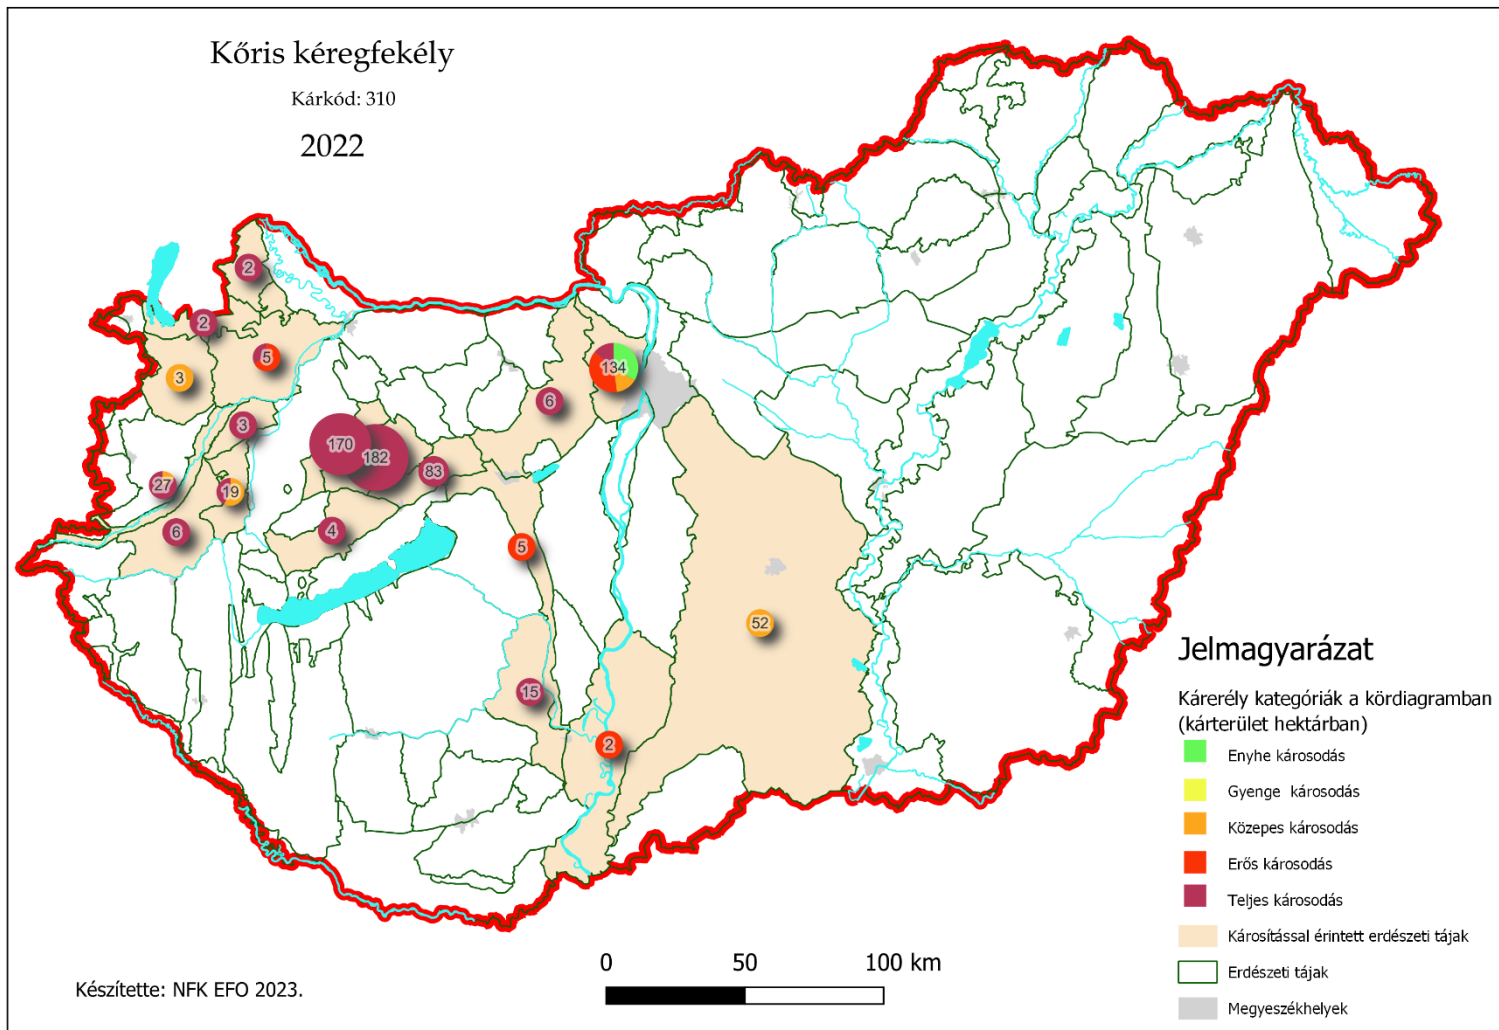 Kőris kéregfekély
Kárkód: 310
2022
2
2
5
3
3
134
6
170
182
83
27
19
6
4
5
52
15
2
Jelmagyarázat
Kárerély kategóriák a kördiagramban
(kárterület hektárban)
Enyhe károsodás
Gyenge károsodás
Közepes károsodás
Erős károsodás
Teljes károsodás
Károsítással érintett erdészeti tájak
Erdészeti tájak
Megyeszékhelyek
0 50 100 km
Készítette: NFK EFO 2023.